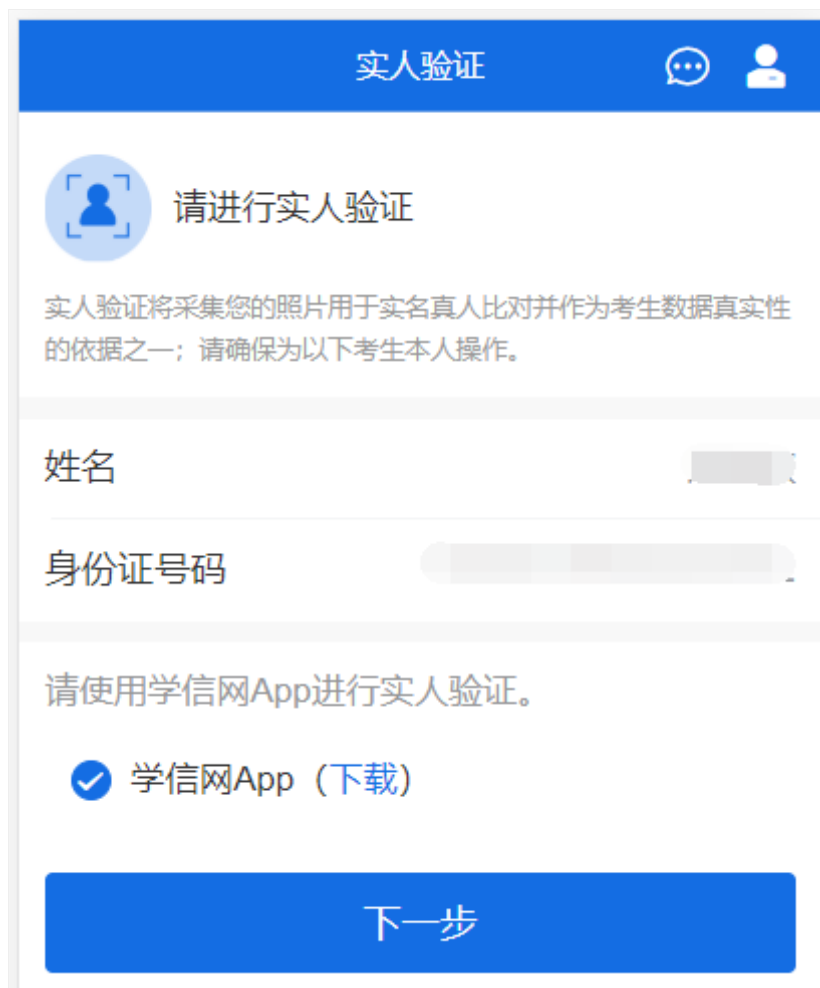 实人验证
请进行实人验证
实人验证将采集您的照片用于实名真人比对并作为考生数据真实性
的依据之一；请确保为以下考生本人操作。
姓名
身份证号码
请使用学信网App进行实人验证。
学信网App（下载）
下一步